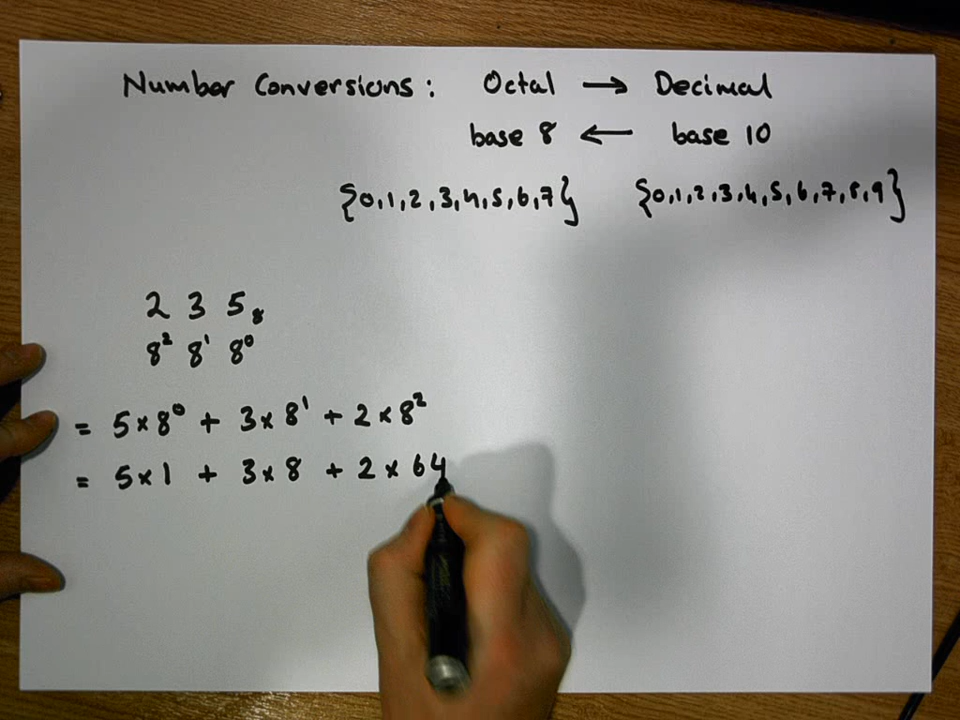 Number Conversions: Octal → Decimal
base 8 ← base 10
{0,1,2,3,4,5,6,7} {0,1,2,3,4,5,6,7,8,9}
2 3 5₈
8² 8¹ 8⁰
= 5×8⁰ + 3×8¹ + 2×8²
= 5×1 + 3×8 + 2×64